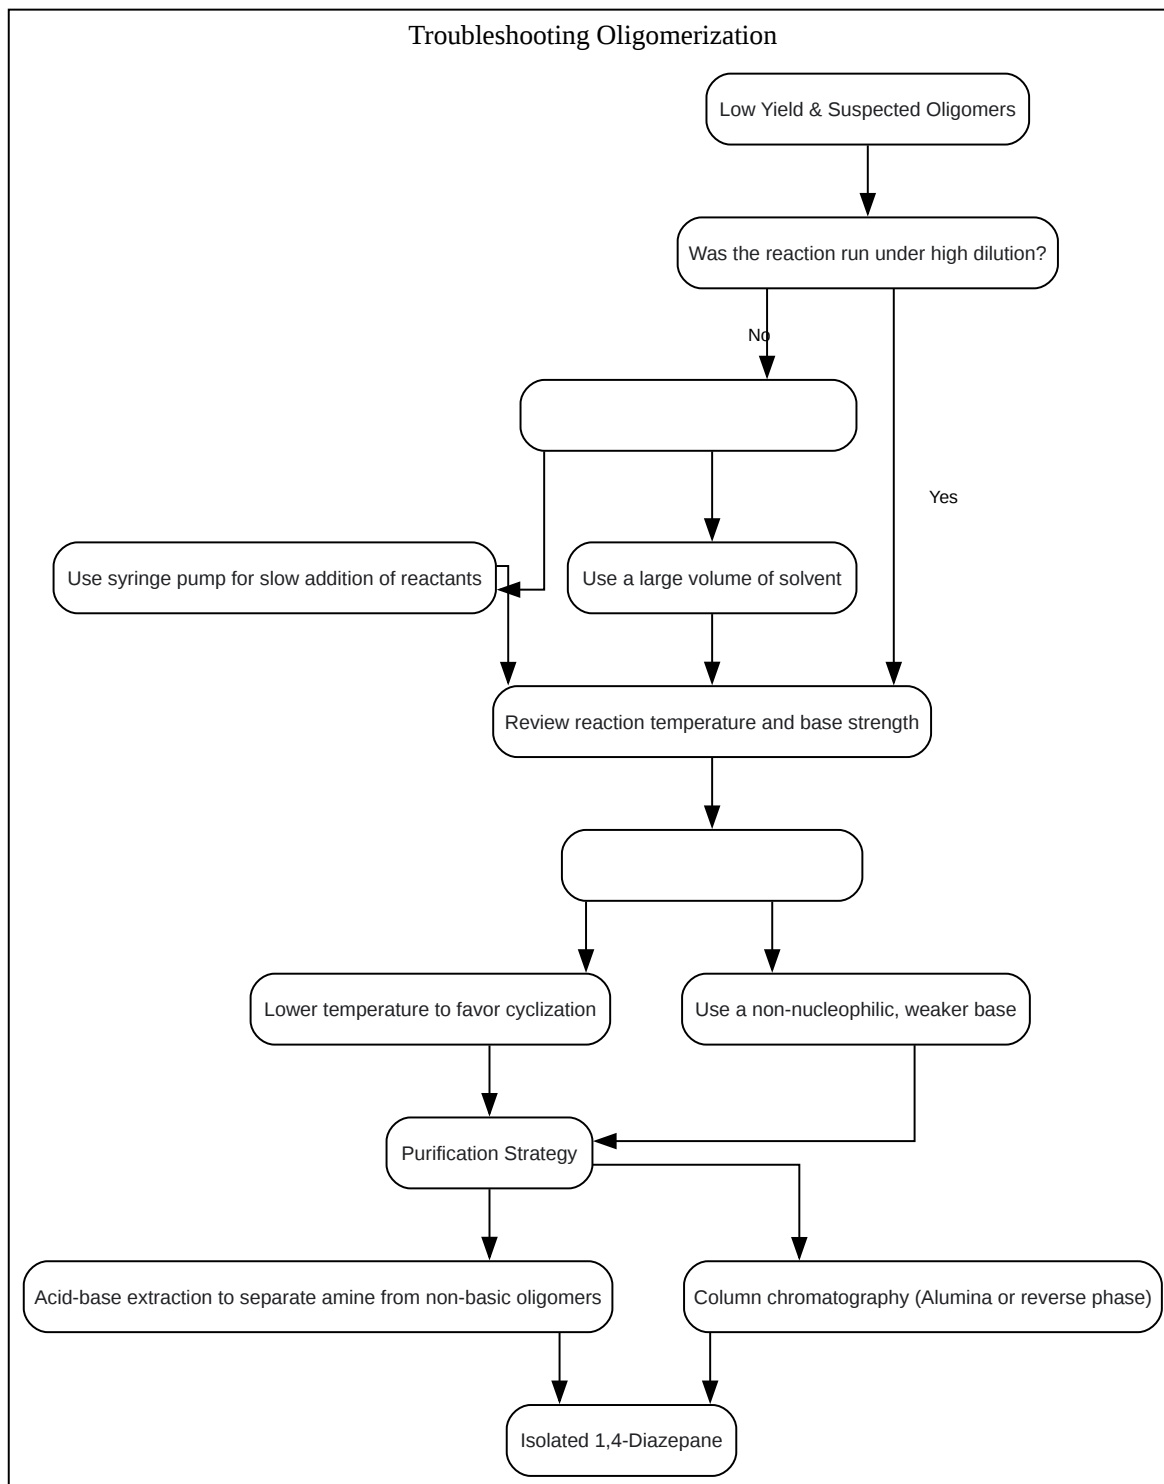 Troubleshooting Oligomerization
Low Yield & Suspected Oligomers
Was the reaction run under high dilution?
No
Yes
Use syringe pump for slow addition of reactants
Use a large volume of solvent
Review reaction temperature and base strength
Lower temperature to favor cyclization
Use a non-nucleophilic, weaker base
Purification Strategy
Acid-base extraction to separate amine from non-basic oligomers
Column chromatography (Alumina or reverse phase)
Isolated 1,4-Diazepane